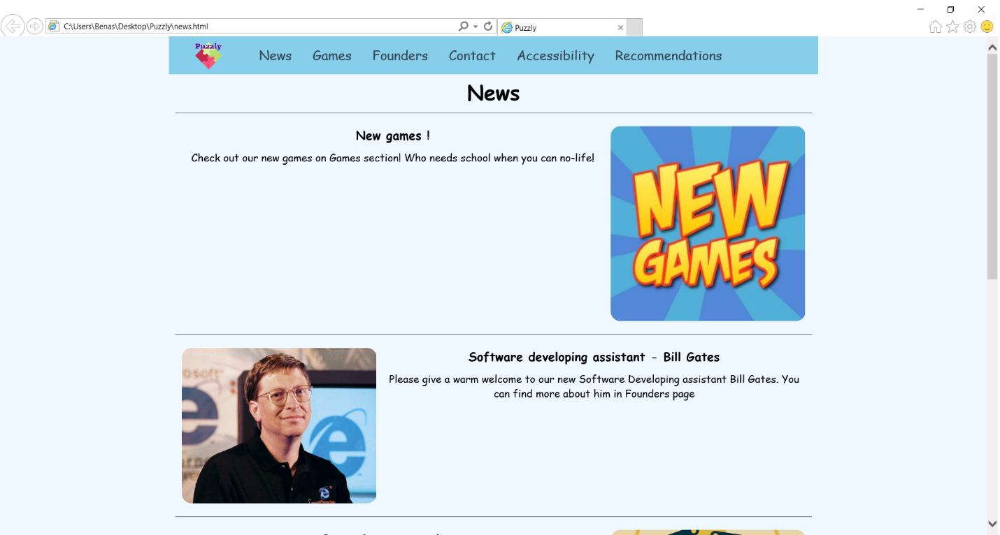 C:\Users\Benas\Desktop\Puzzly\news.html
Puzzly
Puzzly
News Games Founders Contact Accessibility Recommendations
News
New games !
Check out our new games on Games section! Who needs school when you can no-life!
NEW
GAMES
Software developing assistant - Bill Gates
Please give a warm welcome to our new Software Developing assistant Bill Gates. You
can find more about him in Founders page